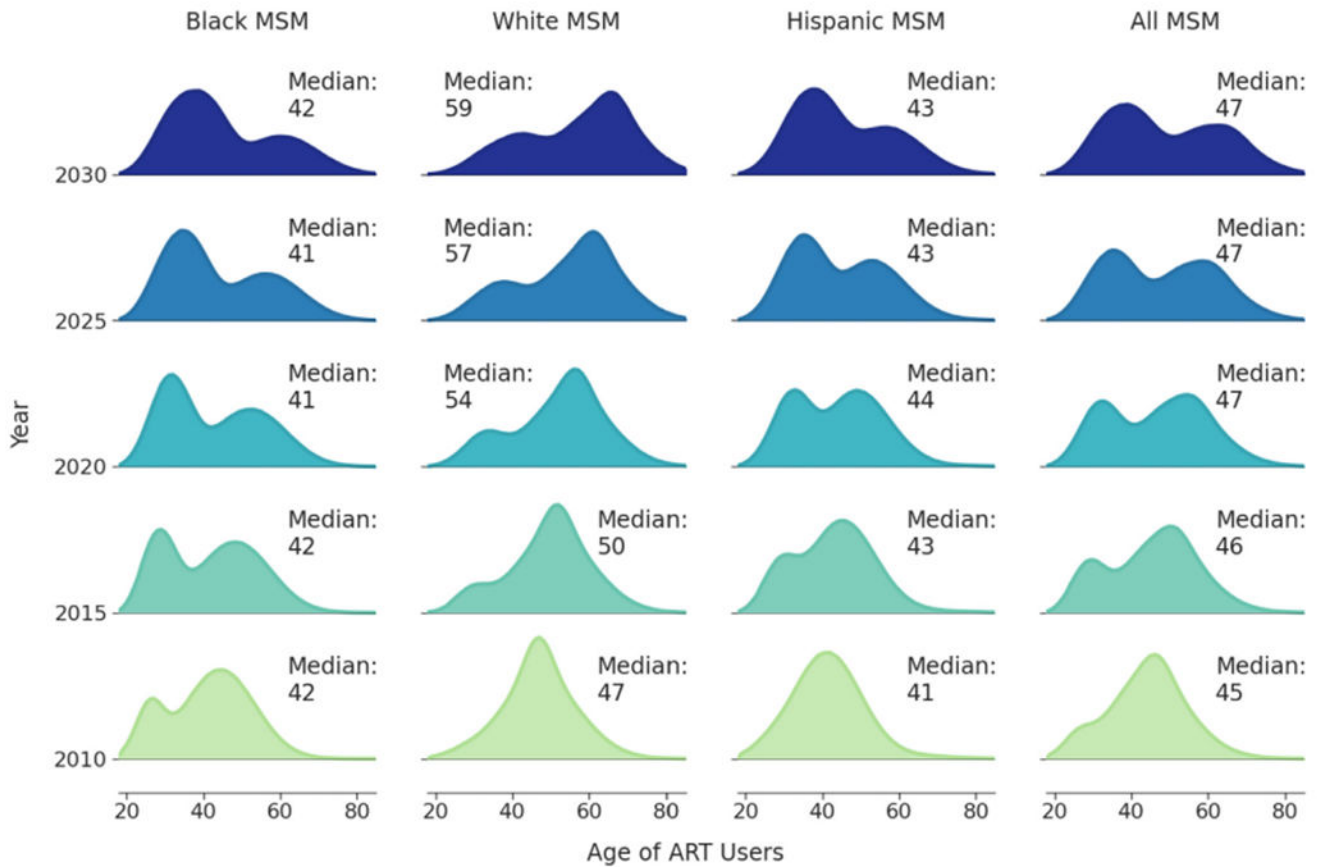 Black MSM White MSM Hispanic MSM All MSM
Median: Median: Median: Median:
42 59 43 47
2030
Median: Median: Median: Median:
41 57 43 47
2025
Median: Median: Median: Median:
41 54 44 47
Year
2020
Median: Median: Median: Median:
42 50 43 46
2015
Median: Median: Median: Median:
42 47 41 45
2010
20 40 60 80 20 40 60 80 20 40 60 80 20 40 60 80
Age of ART Users